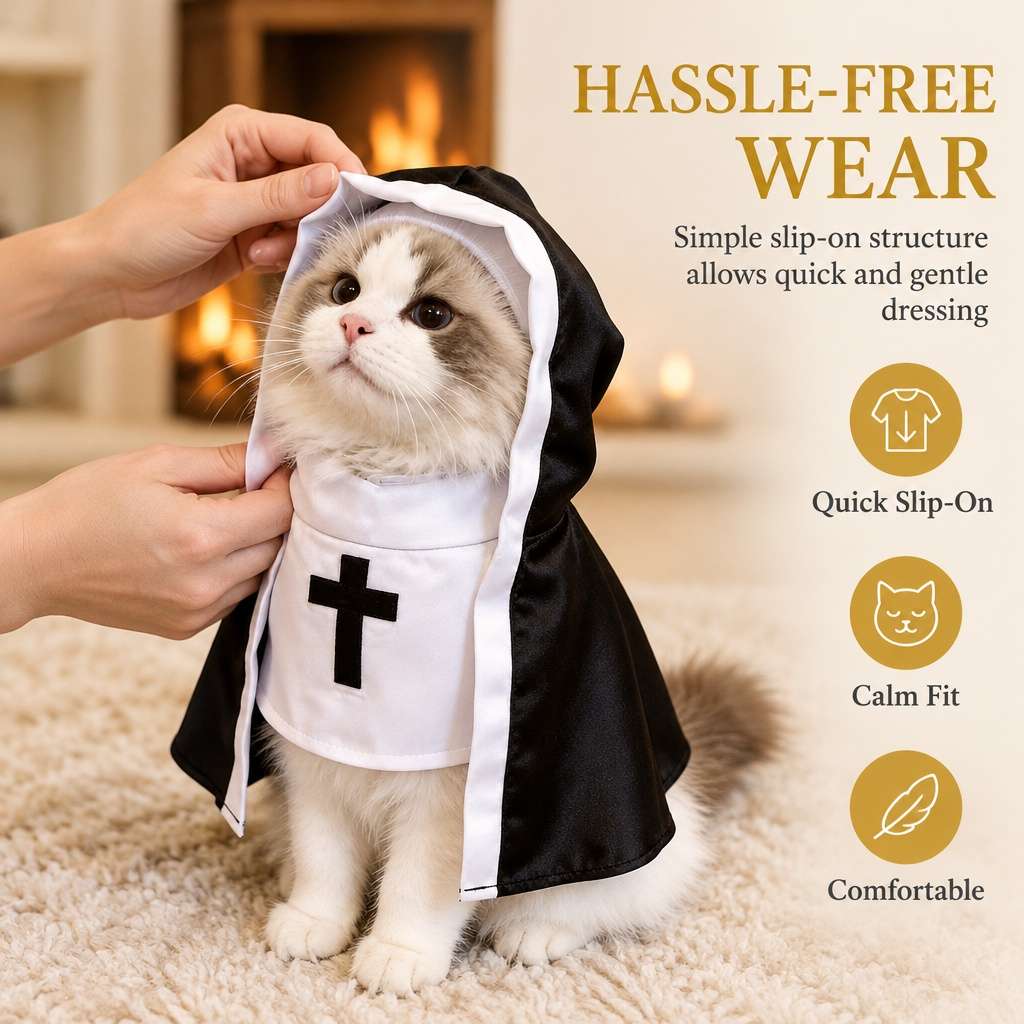 HASSLE-FREE
WEAR
Simple slip-on structure
allows quick and gentle
dressing
Quick Slip-On
Calm Fit
Comfortable